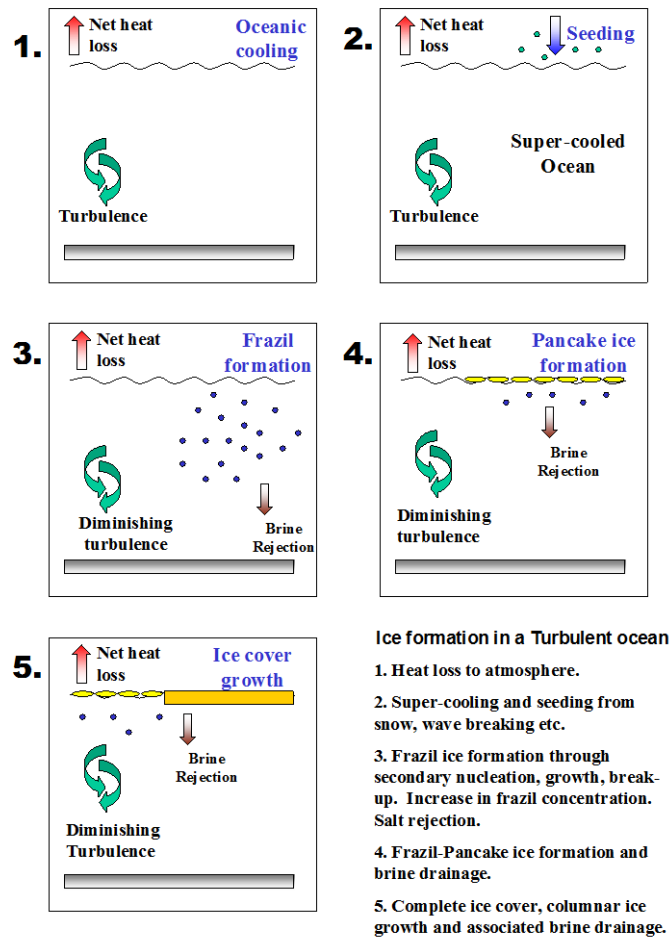 1.
Net heat
loss
Oceanic
cooling
Turbulence
2.
Net heat
loss
Seeding
Super-cooled
Ocean
Turbulence
3.
Net heat
loss
Frazil
formation
Diminishing
turbulence
Brine
Rejection
4.
Net heat
loss
Pancake ice
formation
Brine
Rejection
Diminishing
turbulence
5.
Net heat
loss
Ice cover
growth
Brine
Rejection
Diminishing
Turbulence
Ice formation in a Turbulent ocean
1. Heat loss to atmosphere.
2. Super-cooling and seeding from
snow, wave breaking etc.
3. Frazil ice formation through
secondary nucleation, growth, break-
up.  Increase in frazil concentration.
Salt rejection.
4. Frazil-Pancake ice formation and
brine drainage.
5. Complete ice cover, columnar ice
growth and associated brine drainage.